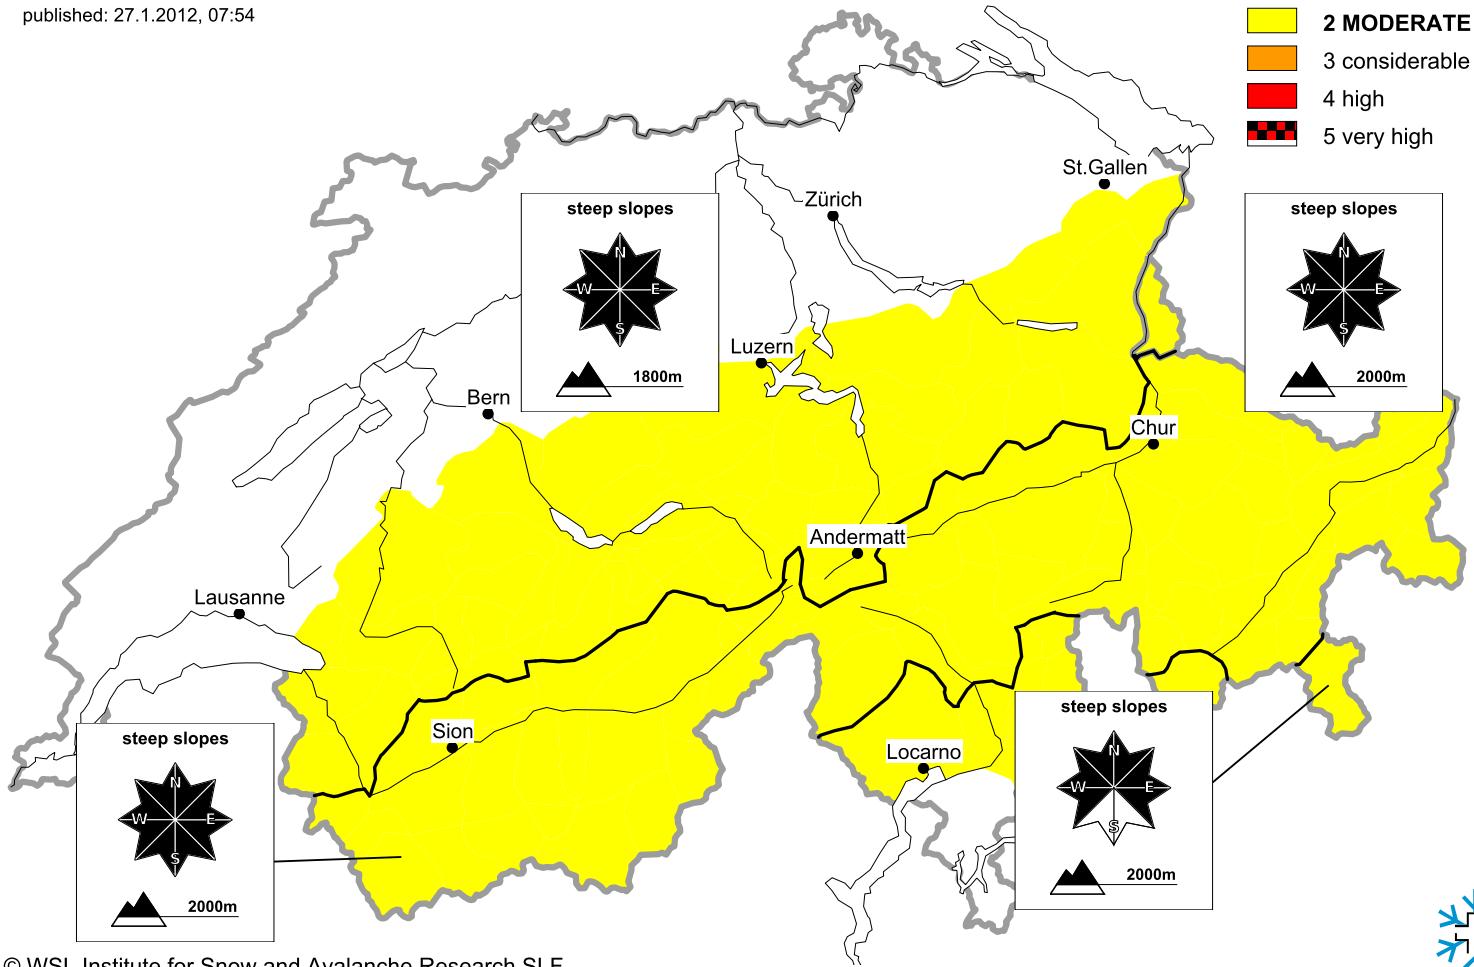 published: 27.1.2012, 07:54
2 MODERATE
3 considerable
4 high
5 very high
St.Gallen
Zürich
steep slopes
N
W E
S
1800m
steep slopes
N
W E
S
2000m
Luzern
Bern
Chur
Andermatt
Lausanne
Sion
Locarno
steep slopes
N
W E
S
2000m
steep slopes
N
W E
S
2000m
© WSL Institute for Snow and Avalanche Research SLF